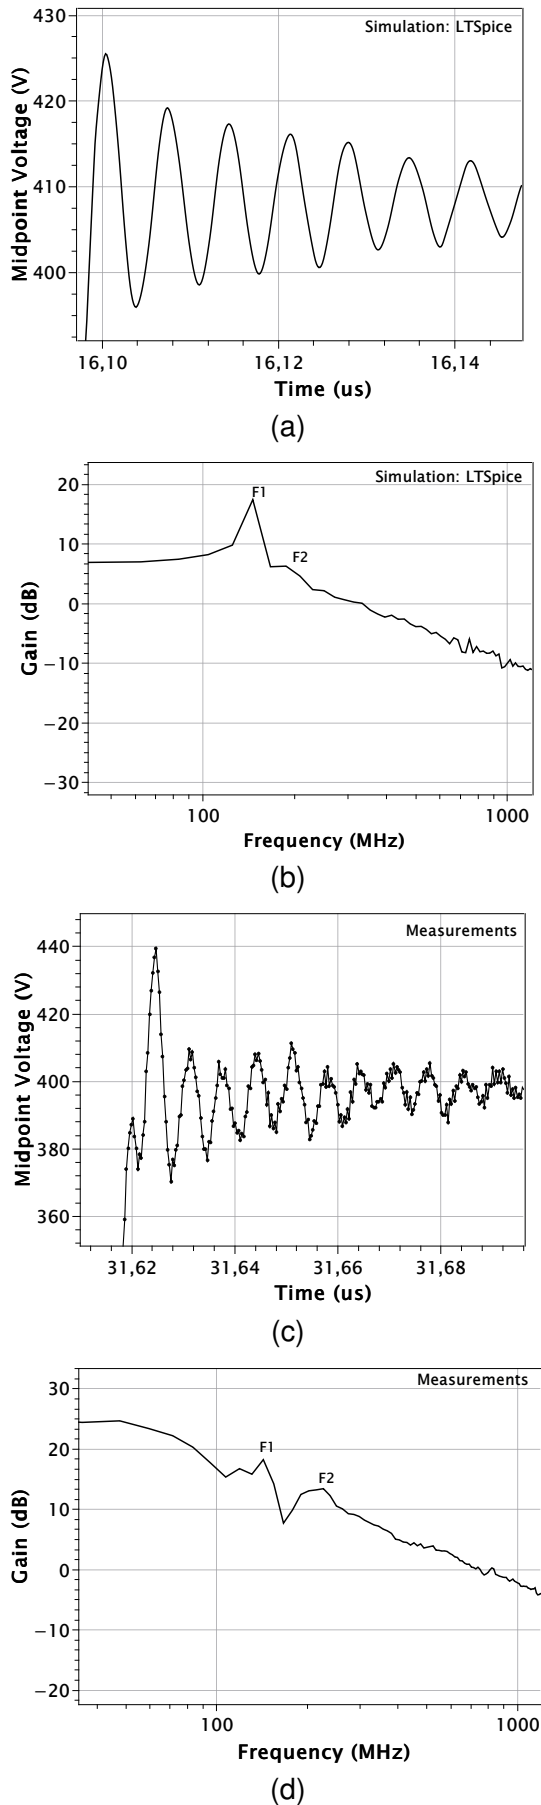 430
Simulation: LTSpice
420
410
400
Midpoint Voltage (V)
16,10 16,12 16,14
Time (us)
(a)
Simulation: LTSpice
20
F1
10
F2
0
−10
−20
−30
Gain (dB)
100 1000
Frequency (MHz)
(b)
Measurements
440
420
400
380
360
Midpoint Voltage (V)
31,62 31,64 31,66 31,68
Time (us)
(c)
Measurements
30
20
F1
F2
10
0
−10
−20
Gain (dB)
100 1000
Frequency (MHz)
(d)